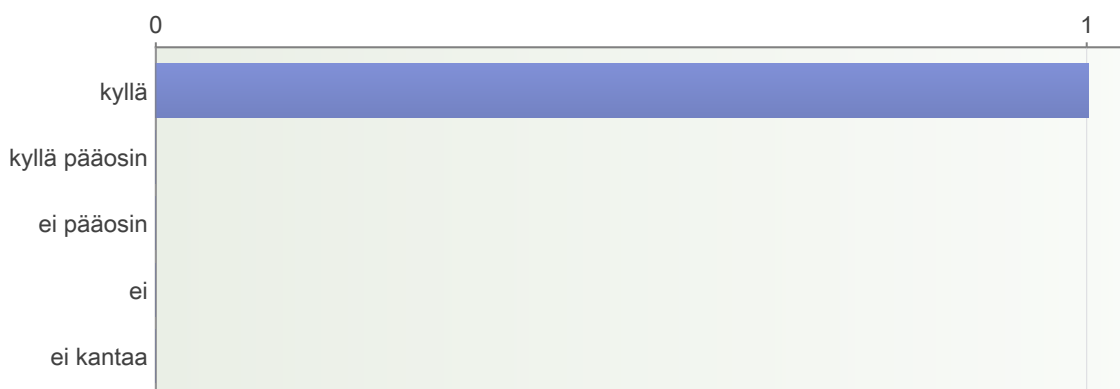 0 1
kyllä
kyllä pääosin
ei pääosin
ei
ei kantaa